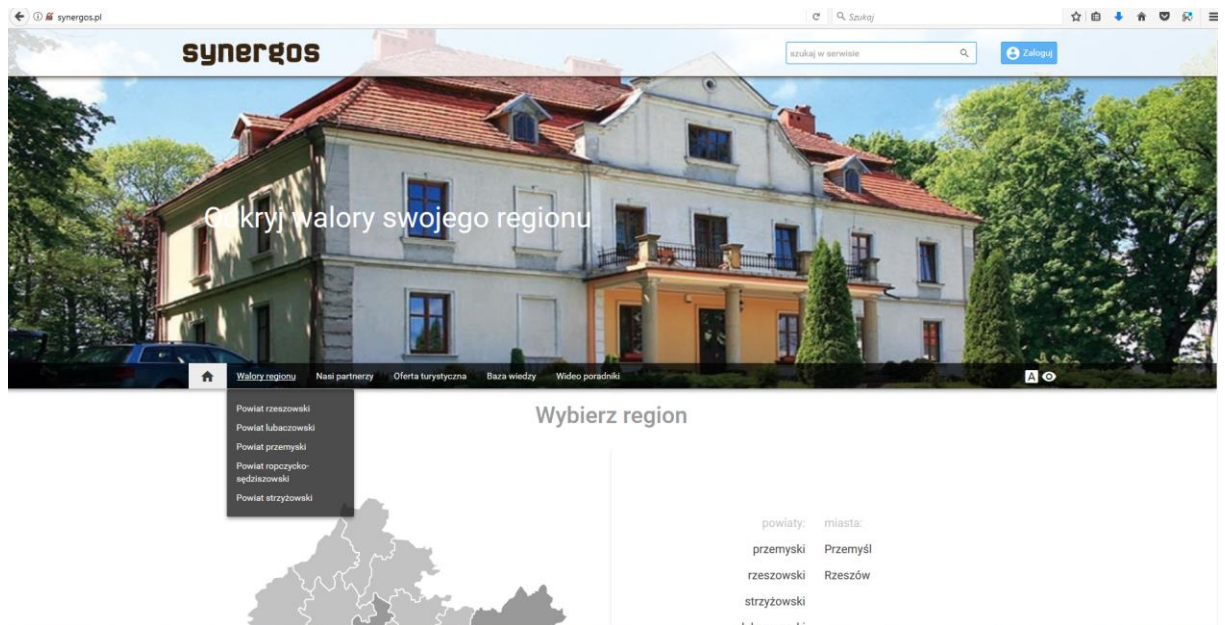 synergos.pl
Szukaj
synergos
szukaj w serwisie
Zaloguj
Odkryj walory swojego regionu
Walory regionu Nasi partnerzy Oferta turystyczna Baza wiedzy Wideo poradniki
A
Powiat rzeszowski
Powiat lubaczowski
Powiat przemyski
Powiat ropczycko-
sędziszowski
Powiat strzyżowski
Wybierz region
powiaty: miasta:
przemyski Przemyśl
rzeszowski Rzeszów
strzyżowski